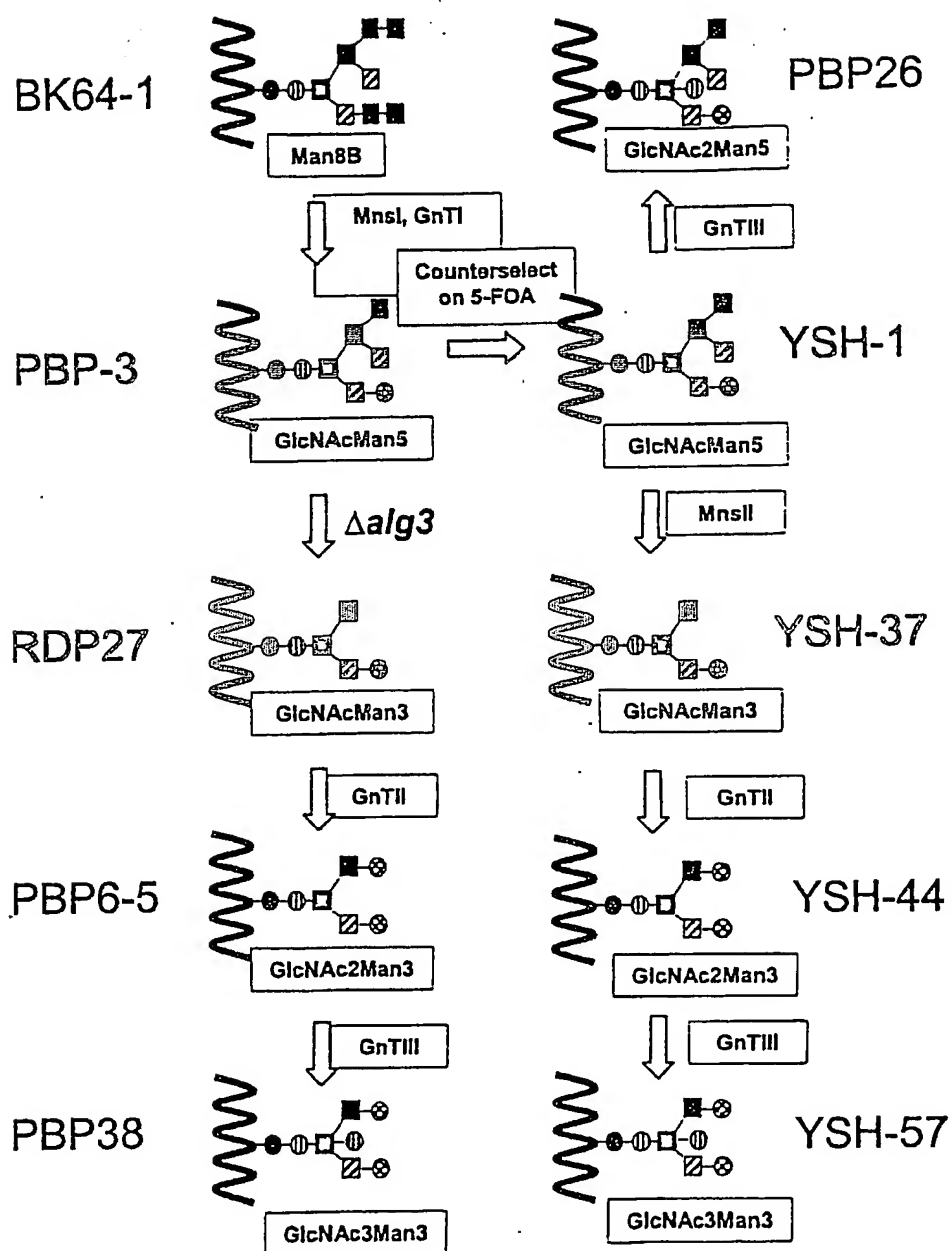 BK64-1
Man8B
PBP26
GlcNAc2Man5
MnsI, GnTI
GnTIII
Counterselect
on 5-FOA
PBP-3
GlcNAcMan5
YSH-1
GlcNAcMan5
Δalg3
MnsII
RDP27
GlcNAcMan3
YSH-37
GlcNAcMan3
GnTII
GnTII
PBP6-5
GlcNAc2Man3
YSH-44
GlcNAc2Man3
GnTIII
GnTIII
PBP38
GlcNAc3Man3
YSH-57
GlcNAc3Man3